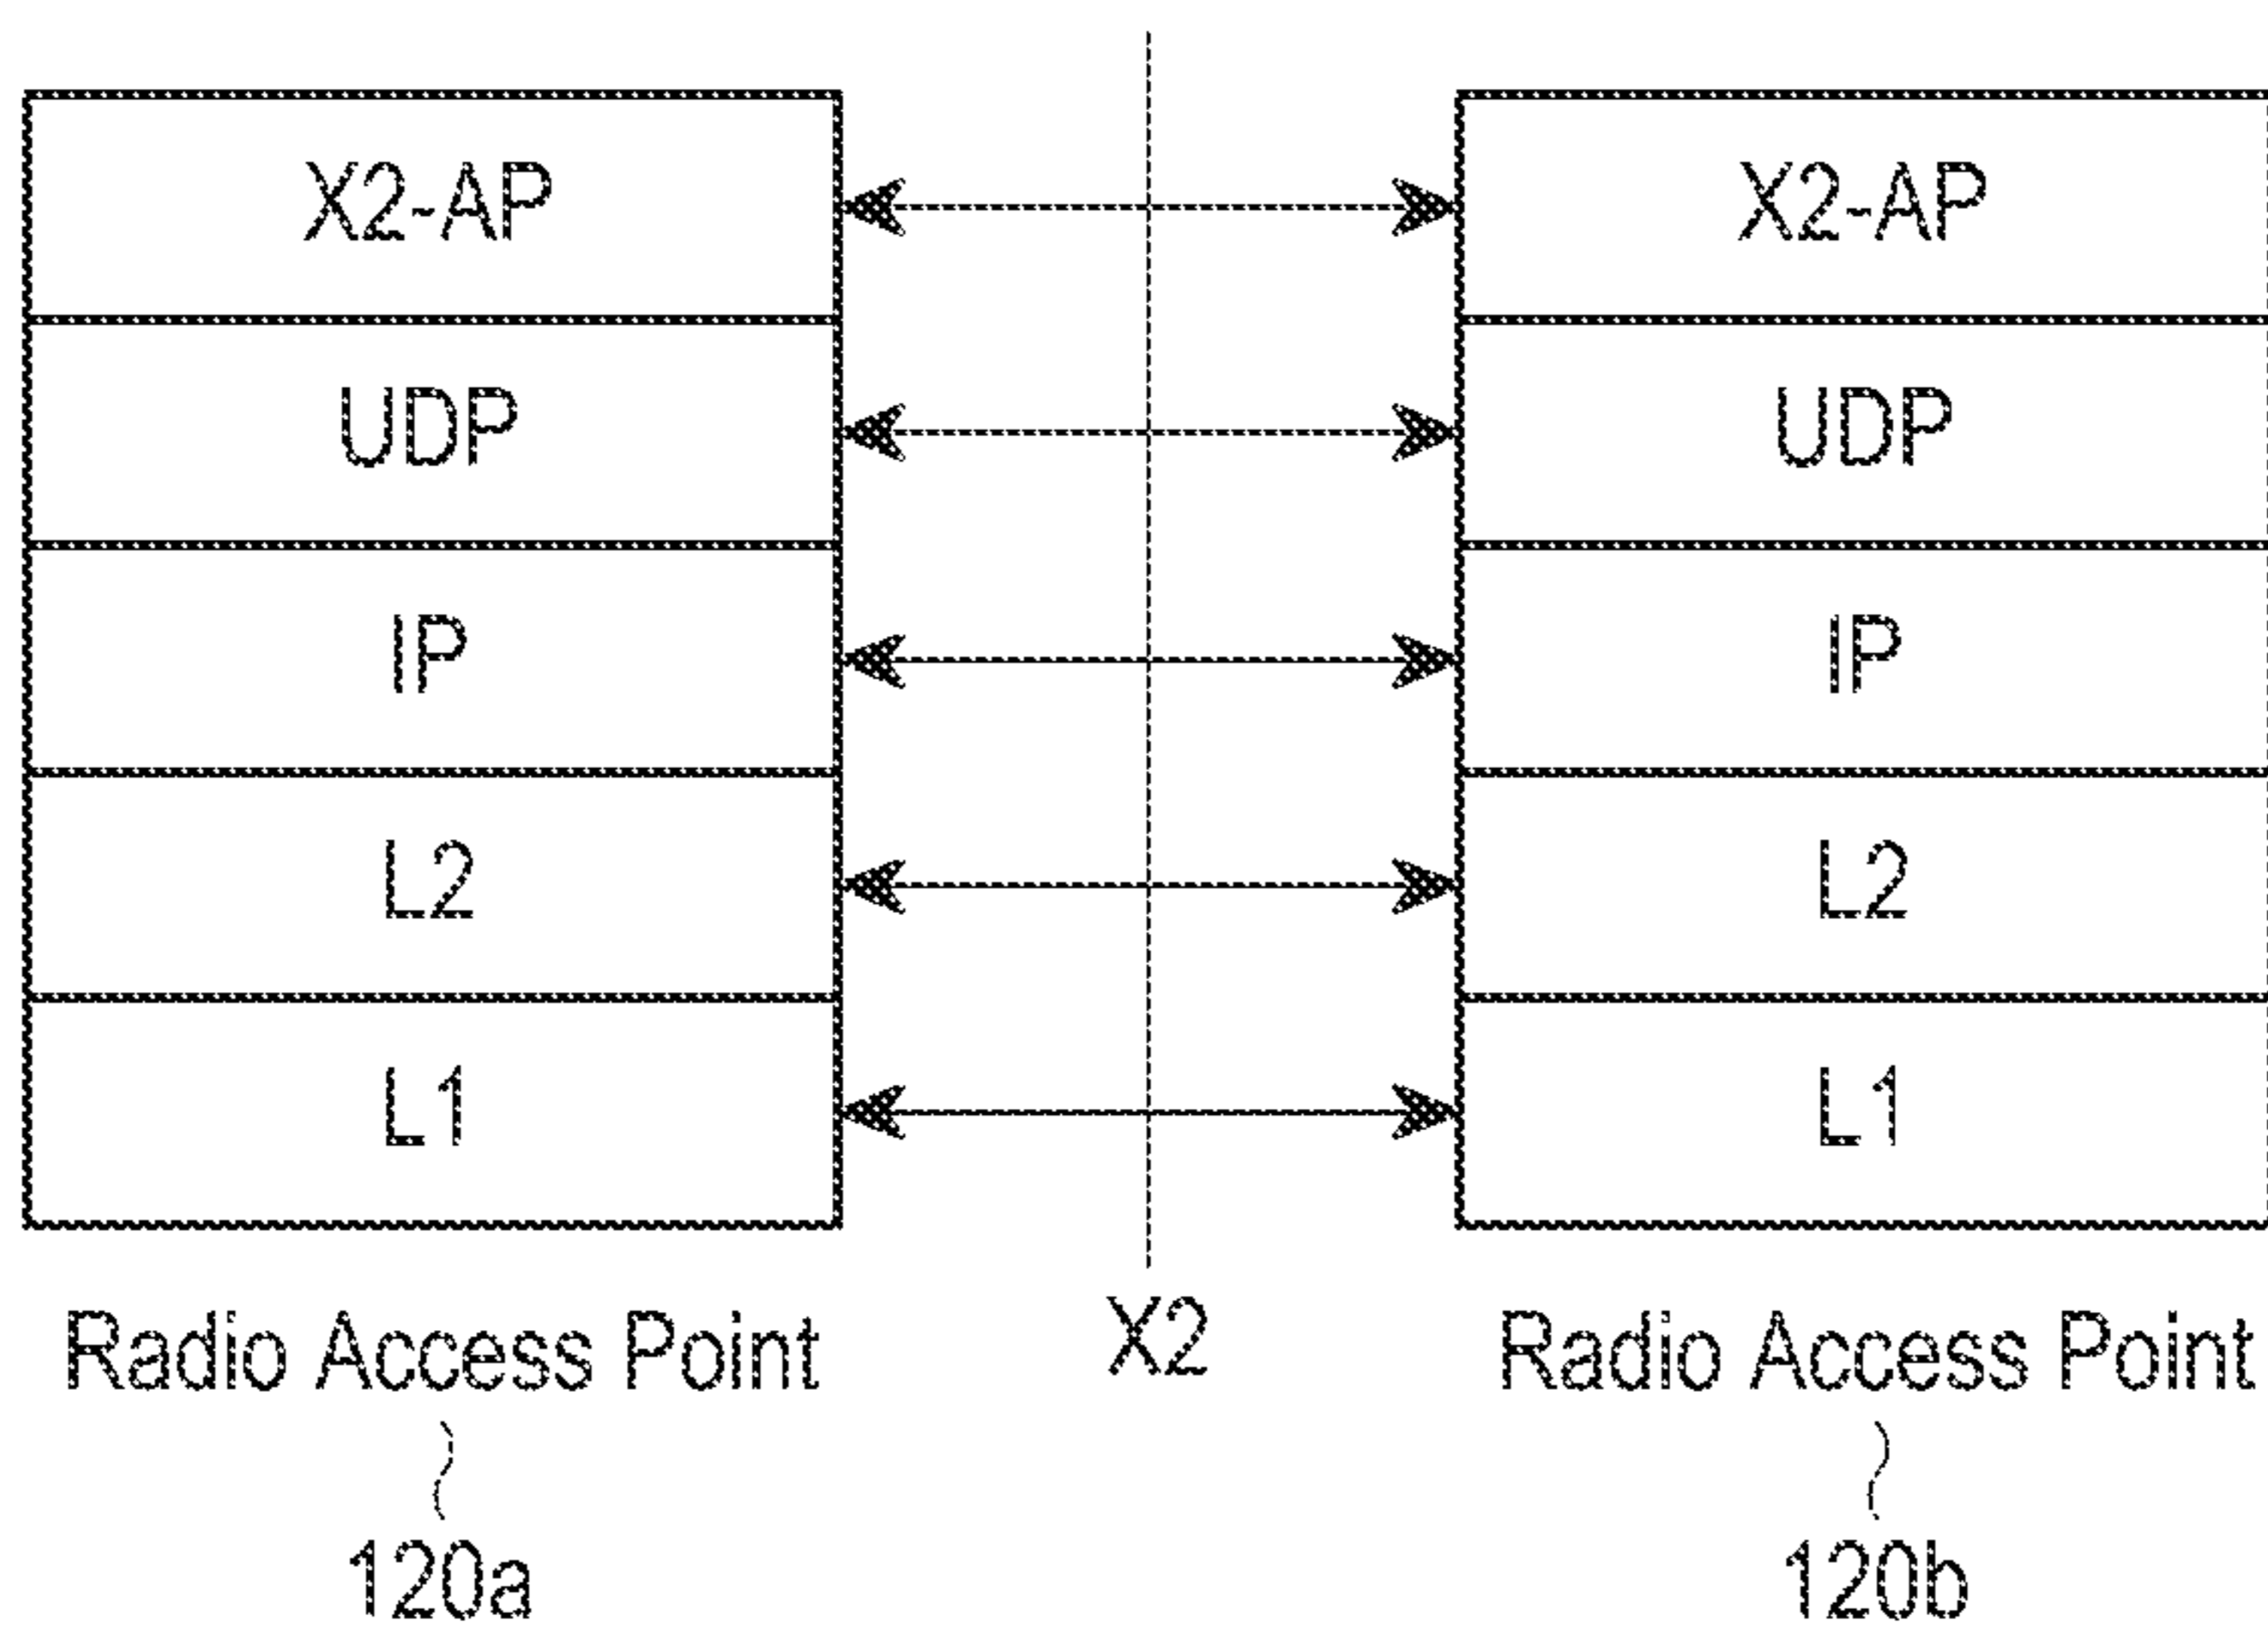 X2-AP X2-AP
UDP UDP
IP IP
L2 L2
L1 L1
Radio Access Point X2 Radio Access Point
120a 120b